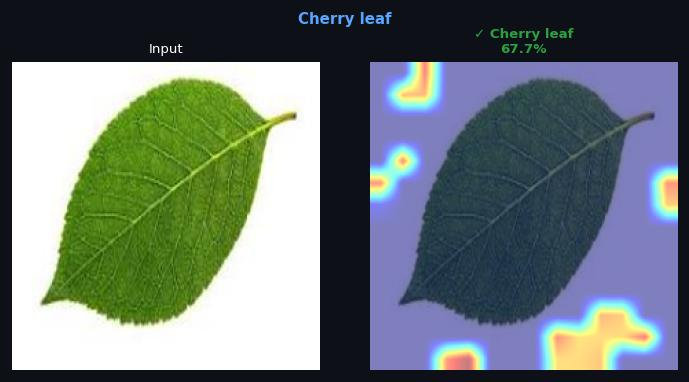 Cherry leaf
Input
✓ Cherry leaf
67.7%